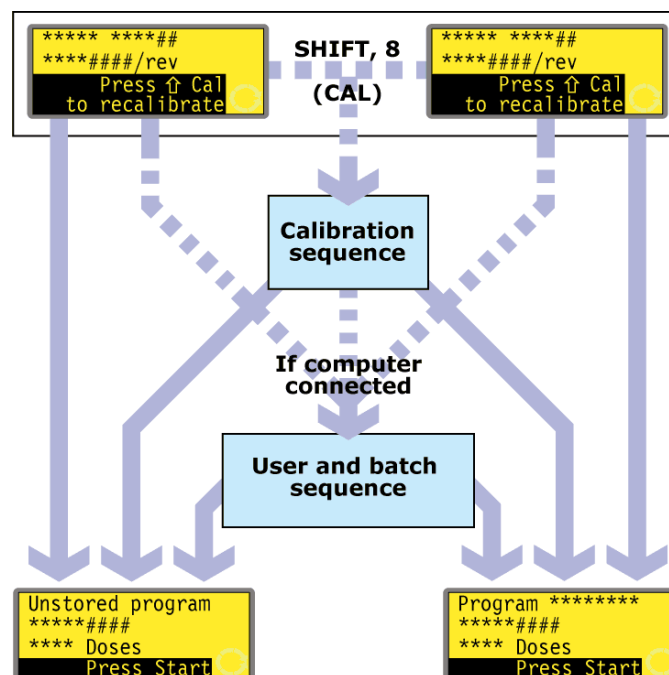 ***** ****##
****####/rev
Press ⇧ Cal
to recalibrate
SHIFT, 8
(CAL)
***** ****##
****####/rev
Press ⇧ Cal
to recalibrate
Calibration
sequence
If computer
connected
User and batch
sequence
Unstored program
*****####
**** Doses
Press Start
Program ********
*****####
**** Doses
Press Start